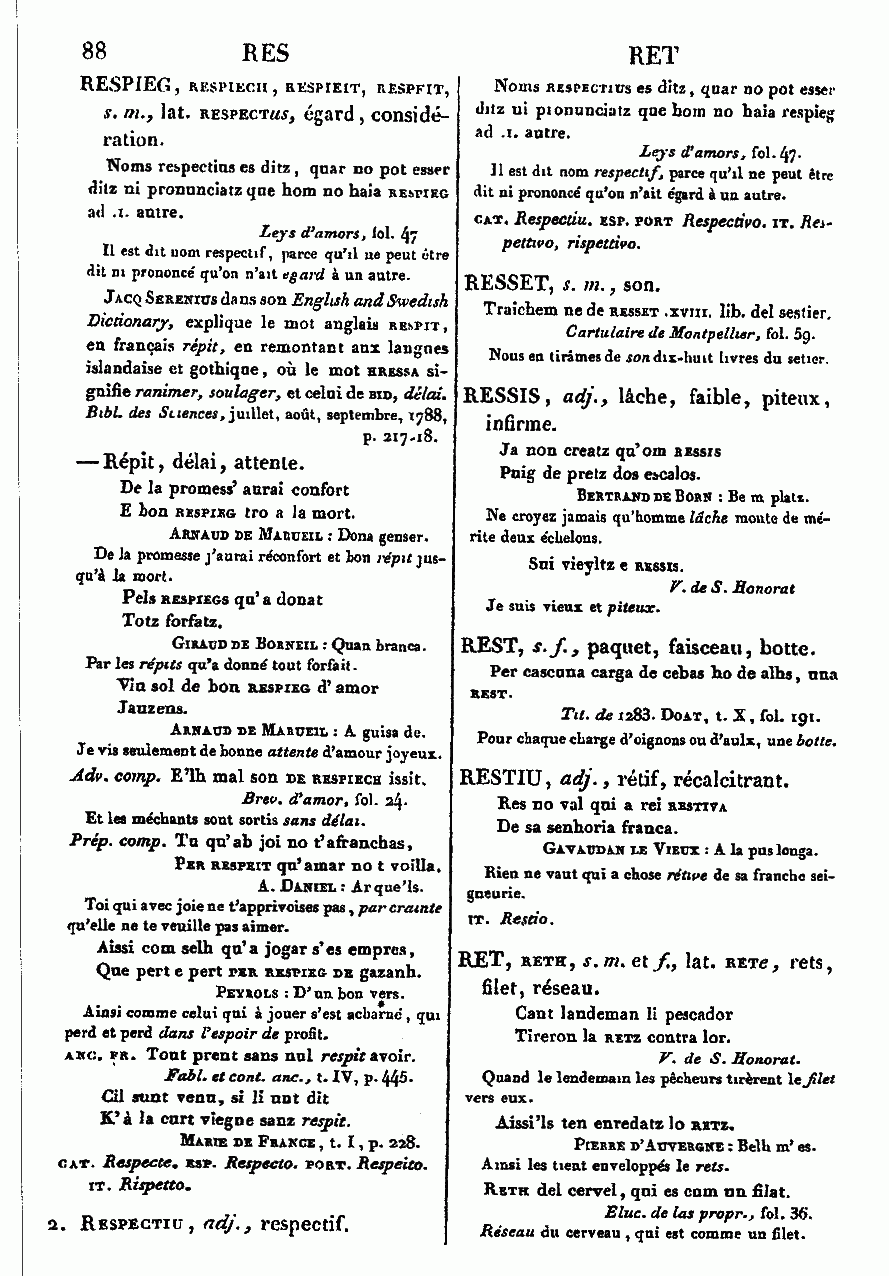 88 RES RET
RESPIEG, RESPIECH, RESPIEIT, RESPEIT,
s. m., lat. RESPECTUS, égard, considé-
ration.
Noms respectius es ditz, quar no pot esser
ditz ni pronunciatz que hom no haia RESPIEG
ad .I. autre.
Leys d'amors, fol. 47
Il est dit nom respectif, parce qu'il ne peut être
dit ni prononcé qu'on n'ait egard à un autre.
JACQ SERENIUS dans son English and Swedish
Dictionary, explique le mot anglais RESPIT,
en français répit, en remontant aux langues
islandaise et gothique, où le mot HRESSA si-
gnifie ranimer, soulager, et celui de BID, délai.
Bibl. des Sciences, juillet, août, septembre, 1788,
p. 217-18.
— Répit, délai, attente.
De la promess' aurai confort
E bon RESPIEG tro a la mort.
ARNAUD DE MARUEIL : Dona genser.
De la promesse j'aurai réconfort et bon répit jus-
qu'à la mort.
Pels RESPIEGS qu'a donat
Totz forfatz.
GIRAUD DE BORNEIL : Quan branca.
Par les répits qu'a donné tout forfait.
Viu sol de bon RESPIEG d'amor
Jauzens.
ARNAUD DE MARUEIL : A guisa de.
Je vis seulement de bonne attente d'amour joyeux.
Adv. comp. E'lh mal son DE RESPIECH issit.
Brev. d'amor, fol. 24.
Et les méchants sont sortis sans délai.
Prép. comp. Tu qu'ab joi no t'afranchas,
PER RESPEIT qu'amar no t voilla.
A. DANIEL : Ar que'ls.
Toi qui avec joie ne t'apprivoises pas, par crainte
qu'elle ne te veuille pas aimer.
Aissi com selh qu'a jogar s'es empres,
Que pert e pert PER RESPIEG DE gazanh.
PEYROLS : D'un bon vers.
Ainsi comme celui qui à jouer s'est acharné, qui
perd et perd dans l'espoir de profit.
ANC. FR. Tout prent sans nul respit avoir.
Fabl. et cont. anc., t. IV, p. 445.
Cil sunt venu, si li unt dit
K'à la curt viegne sanz respit.
MARIE DE FRANCE, t. I, p. 228.
CAT. Respecte. ESP. Respecto. PORT. Respeito.
IT. Rispetto.
2. RESPECTIU, adj., respectif.
Noms RESPECTIUS es ditz, quar no pot esser
ditz ni pronunciatz que hom no haia respieg
ad .I. autre.
Leys d'amors, fol. 47.
Il est dit nom respectif, parce qu'il ne peut être
dit ni prononcé qu'on n'ait égard à un autre.
CAT. Respectiu. ESP. PORT Respectivo. IT. Res-
pettivo, rispettivo.
RESSET, s. m., son.
Traichem ne de RESSET .XVIII. lib. del sestier.
Cartulaire de Montpellier, fol. 59.
Nous en tirâmes de son dix-huit livres du setier.
RESSIS, adj., lâche, faible, piteux,
infirme.
Ja non creatz qu'om RESSIS
Puig de pretz dos escalos.
BERTRAND DE BORN : Be m platz.
Ne croyez jamais qu'homme lâche monte de mé-
rite deux échelons.
Sui vieyltz e RESSIS.
V. de S. Honorat
Je suis vieux et piteux.
REST, s. f., paquet, faisceau, botte.
Per cascuna carga de cebas ho de alhs, una
REST.
Tit. de 1283. DOAT, t. X, fol. 191.
Pour chaque charge d'oignons ou d'aulx, une botte.
RESTIU, adj., rétif, récalcitrant.
Res no val qui a rei RESTIVA
De sa senhoria franca.
GAVAUDAN LE VIEUX : A la pus longa.
Rien ne vaut qui a chose rétive de sa franche sei-
gneurie.
IT. Restio.
RET, RETH, s. m. et f., lat. RETE, rets,
filet, réseau.
Cant landeman li pescador
Tireron la RETZ contra lor.
V. de S. Honorat.
Quand le lendemain les pêcheurs tirèrent le filet
vers eux.
Aissi'ls ten enredatz lo RETZ.
PIERRE D'AUVERGNE : Belh m'es.
Ainsi les tient enveloppés le rets.
RETH del cervel, qui es cum un filat.
Eluc. de las propr., fol. 36.
Réseau du cerveau, qui est comme un filet.